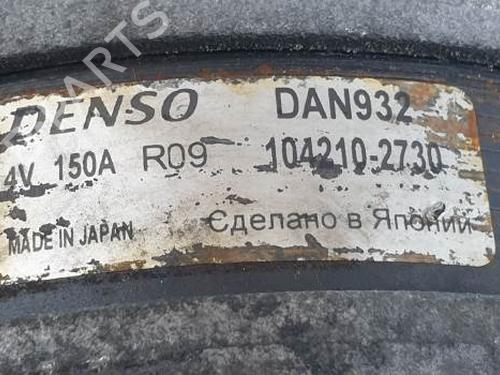 DENSO DAN932
4V 150A R09 104210-2730
MADE IN JAPAN Сделано в Японии